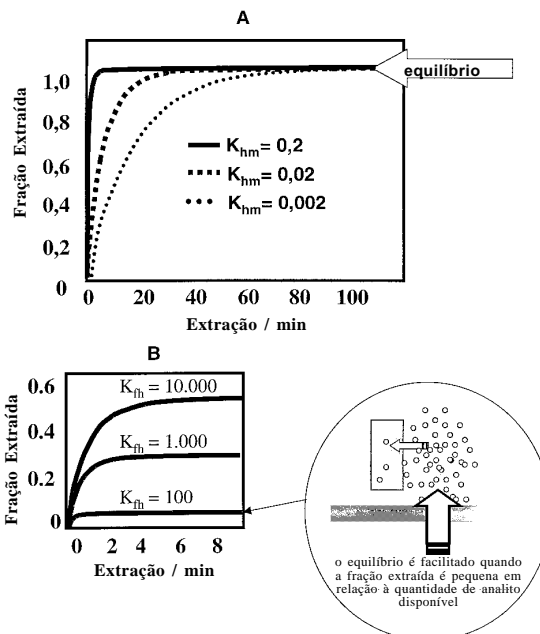 A
Fração Extraída
1,0
0,8
0,6
0,4
0,2
0
equilíbrio
K_hm = 0,2
K_hm = 0,02
K_hm = 0,002
0 20 40 60 80 100
Extração / min
B
Fração Extraída
0.6
0.4
0.2
0
K_fh = 10.000
K_fh = 1.000
K_fh = 100
0 2 4 6 8
Extração / min
o equilíbrio é facilitado quando
a fração extraída é pequena em
relação à quantidade de analito
disponível